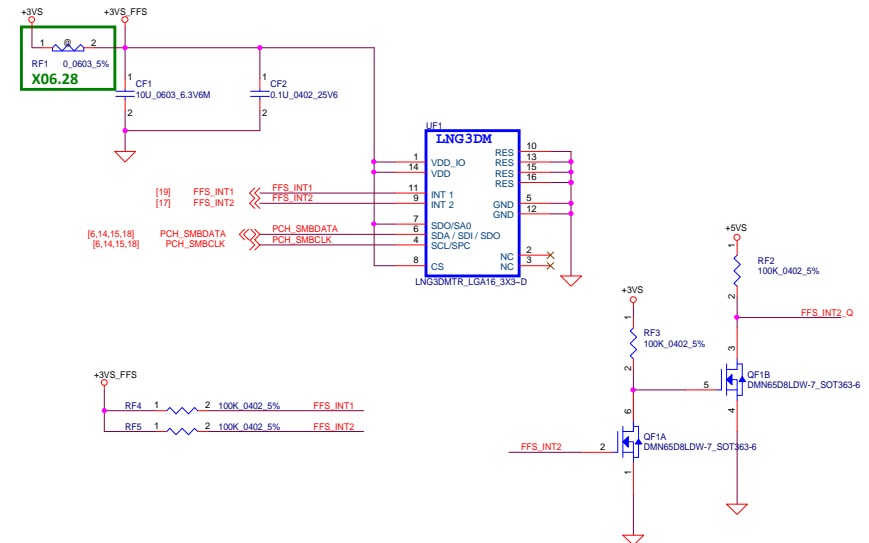 +3VS
+3VS_FFS
1 @ 2
RF1 0_0603_5%
X06.28
1
CF1
10U_0603_6.3V6M
2
1
CF2
0.1U_0402_25V6
2
UF1
LNG3DM
1 VDD_IO
14 VDD
11 INT 1
9 INT 2
7 SDO/SA0
6 SDA / SDI / SDO
4 SCL/SPC
8 CS
RES 10
RES 13
RES 15
RES 16
GND 5
GND 12
NC 2
NC 3
LNG3DMTR_LGA16_3X3-D
[19] FFS_INT1 FFS_INT1
[17] FFS_INT2 FFS_INT2
[6,14,15,18] PCH_SMBDATA PCH_SMBDATA
[6,14,15,18] PCH_SMBCLK PCH_SMBCLK
+5VS
1
RF2
100K_0402_5%
2
FFS_INT2_Q
+3VS
1
RF3
100K_0402_5%
2
3
5
QF1B
DMN65D8LDW-7_SOT363-6
4
6
FFS_INT2 2
QF1A
DMN65D8LDW-7_SOT363-6
1
+3VS_FFS
RF4 1 2 100K_0402_5% FFS_INT1
RF5 1 2 100K_0402_5% FFS_INT2